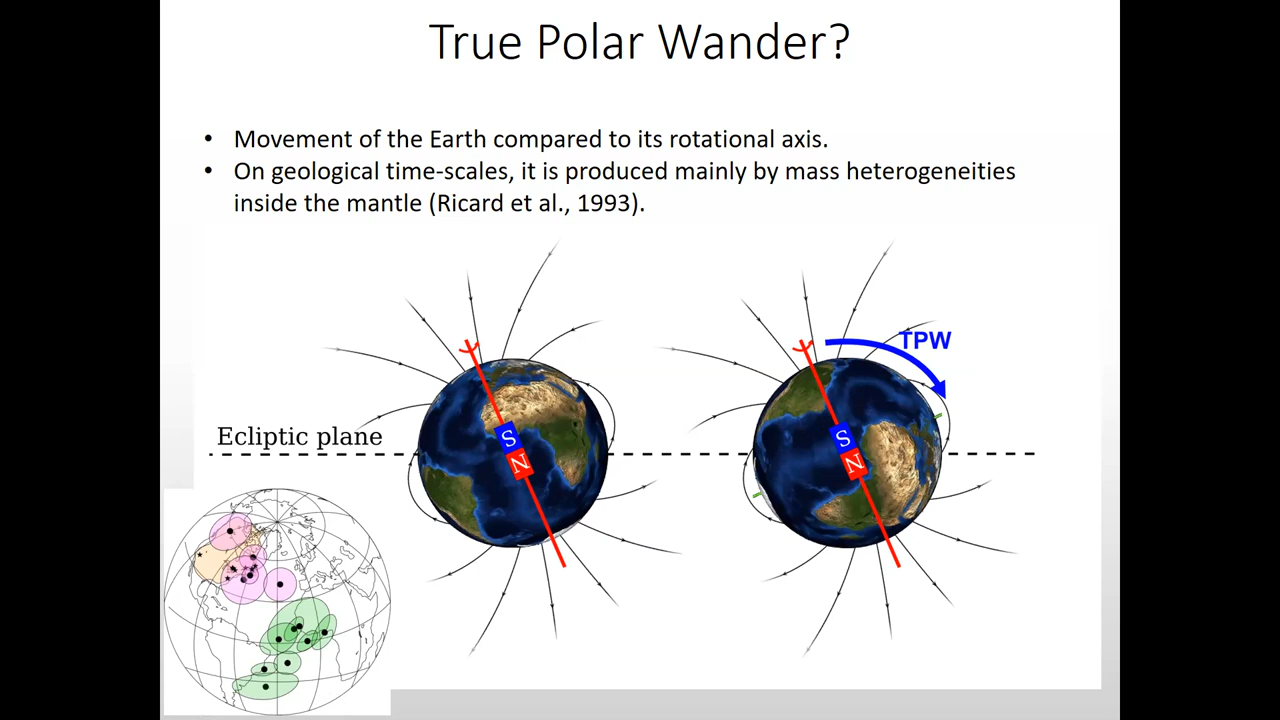 True Polar Wander?
• Movement of the Earth compared to its rotational axis.
• On geological time-scales, it is produced mainly by mass heterogeneities
inside the mantle (Ricard et al., 1993).
TPW
Ecliptic plane
S
N
S
N